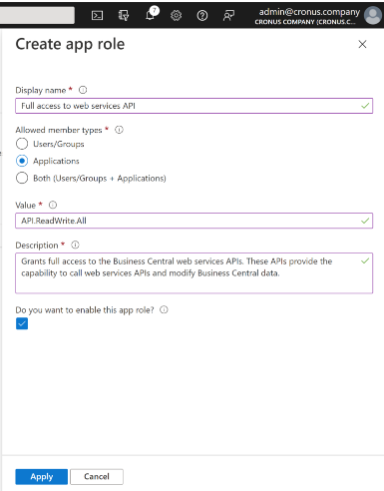 admin@cronus.company
CRONUS COMPANY (CRONUS.C...
Create app role
Display name *
Full access to web services API
Allowed member types *
Users/Groups
Applications
Both (Users/Groups + Applications)
Value *
API.ReadWrite.All
Description *
Grants full access to the Business Central web services APIs. These APIs provide the
capability to call web services APIs and modify Business Central data.
Do you want to enable this app role?
Apply
Cancel